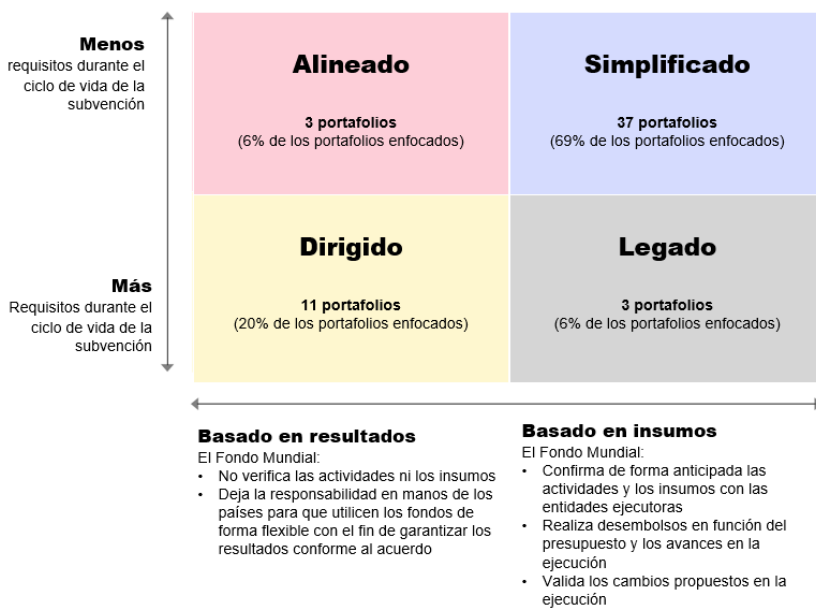 Menos
requisitos durante el
ciclo de vida de la
subvención
Alineado
3 portafolios
(6% de los portafolios enfocados)
Simplificado
37 portafolios
(69% de los portafolios enfocados)
Más
Requisitos durante el
ciclo de vida de la
subvención
Dirigido
11 portafolios
(20% de los portafolios enfocados)
Legado
3 portafolios
(6% de los portafolios enfocados)
Basado en resultados
El Fondo Mundial:
• No verifica las actividades ni los insumos
• Deja la responsabilidad en manos de los
países para que utilicen los fondos de
forma flexible con el fin de garantizar los
resultados conforme al acuerdo
Basado en insumos
El Fondo Mundial:
• Confirma de forma anticipada las
actividades y los insumos con las
entidades ejecutoras
• Realiza desembolsos en función del
presupuesto y los avances en la
ejecución
• Valida los cambios propuestos en la
ejecución